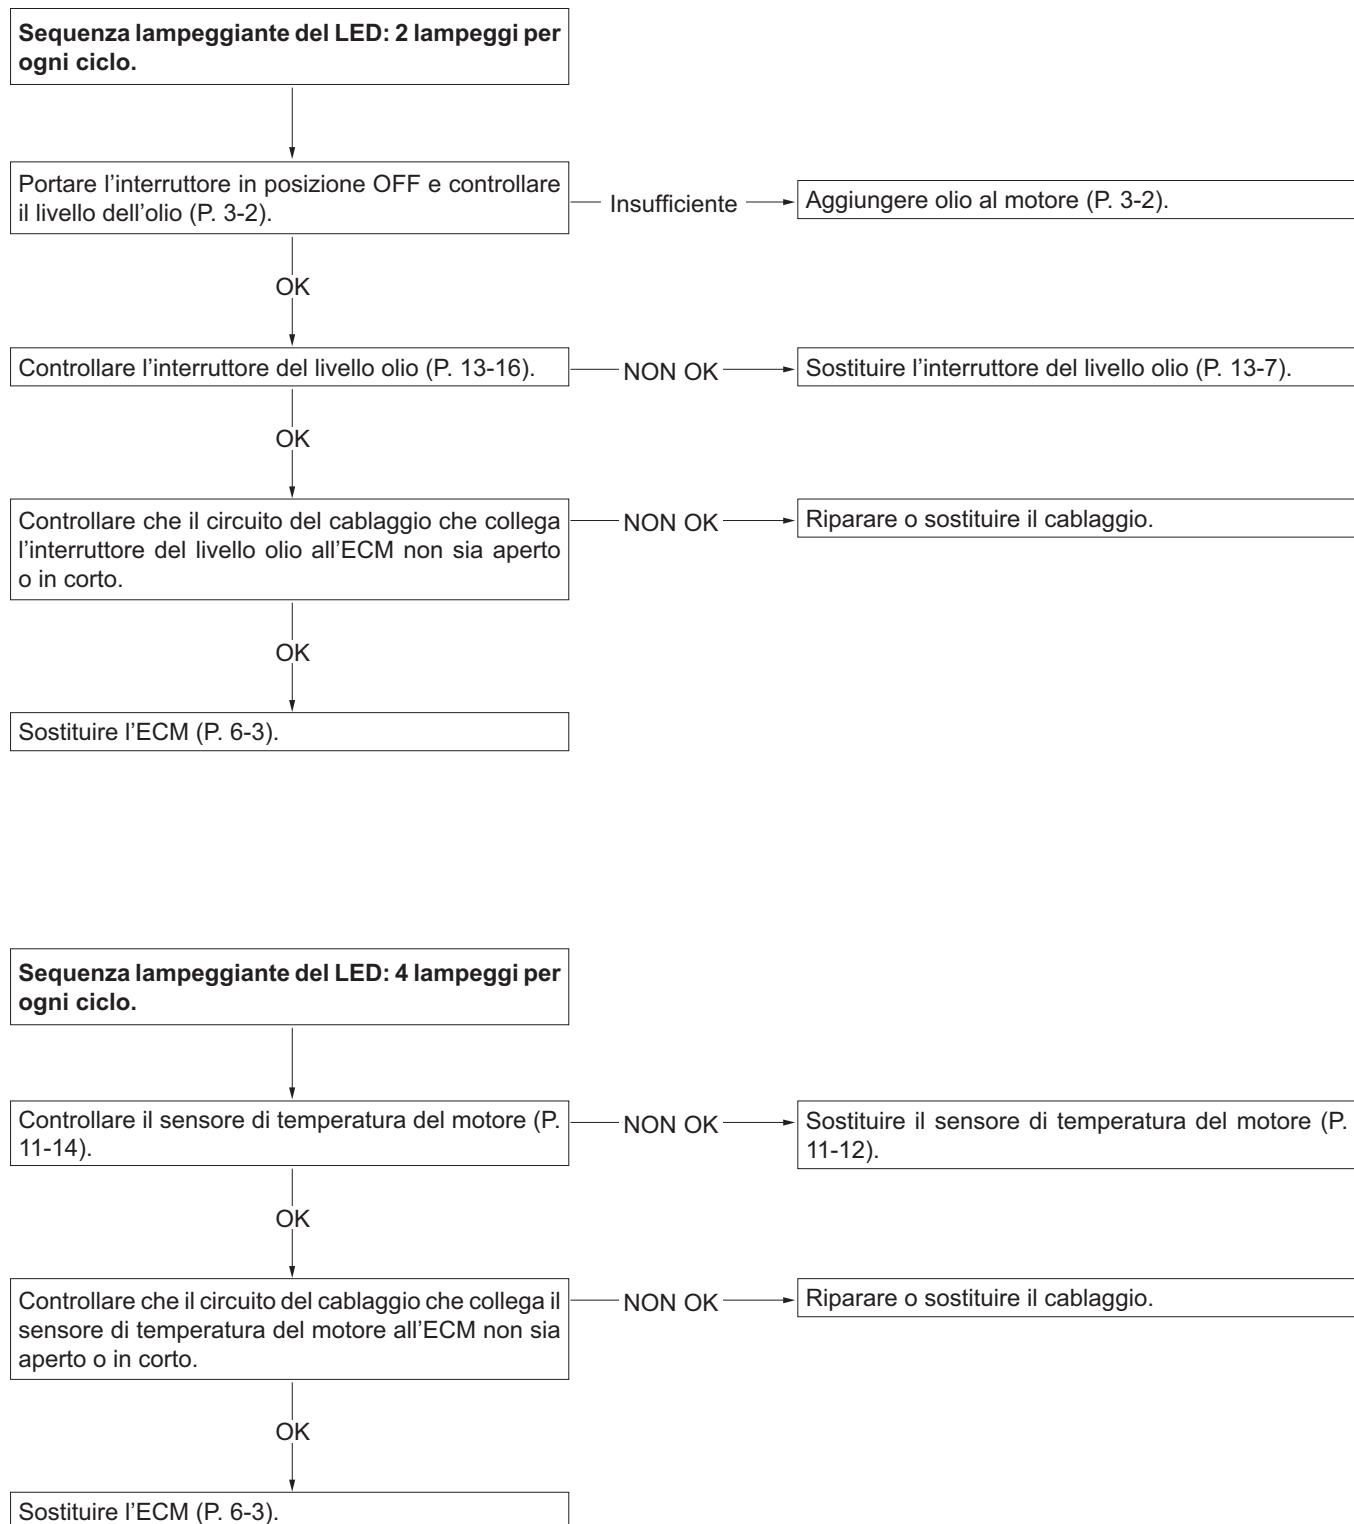 Sequenza lampeggiante del LED: 2 lampeggi per
ogni ciclo.
Portare l'interruttore in posizione OFF e controllare
il livello dell'olio (P. 3-2).
Insufficiente
Aggiungere olio al motore (P. 3-2).
OK
Controllare l'interruttore del livello olio (P. 13-16).
NON OK
Sostituire l'interruttore del livello olio (P. 13-7).
OK
Controllare che il circuito del cablaggio che collega
l'interruttore del livello olio all'ECM non sia aperto
o in corto.
NON OK
Riparare o sostituire il cablaggio.
OK
Sostituire l'ECM (P. 6-3).
Sequenza lampeggiante del LED: 4 lampeggi per
ogni ciclo.
Controllare il sensore di temperatura del motore (P.
11-14).
NON OK
Sostituire il sensore di temperatura del motore (P.
11-12).
OK
Controllare che il circuito del cablaggio che collega il
sensore di temperatura del motore all'ECM non sia
aperto o in corto.
NON OK
Riparare o sostituire il cablaggio.
OK
Sostituire l'ECM (P. 6-3).